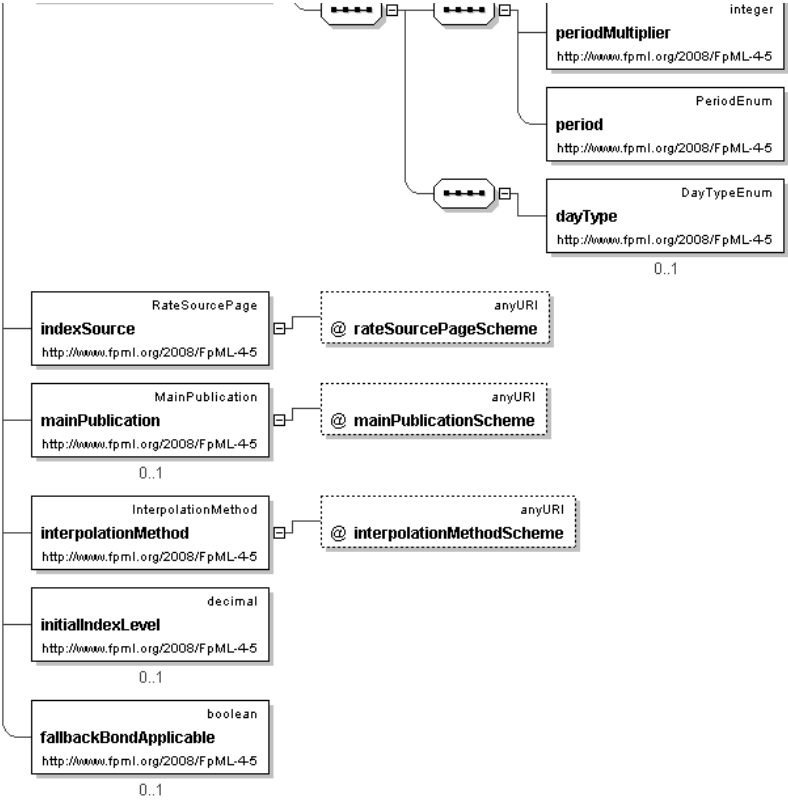 integer
periodMultiplier
http://www.fpml.org/2008/FpML-4-5
PeriodEnum
period
http://www.fpml.org/2008/FpML-4-5
DayTypeEnum
dayType
http://www.fpml.org/2008/FpML-4-5
0..1
RateSourcePage
indexSource
http://www.fpml.org/2008/FpML-4-5
anyURI
@ rateSourcePageScheme
MainPublication
mainPublication
http://www.fpml.org/2008/FpML-4-5
0..1
anyURI
@ mainPublicationScheme
InterpolationMethod
interpolationMethod
http://www.fpml.org/2008/FpML-4-5
anyURI
@ interpolationMethodScheme
decimal
initialIndexLevel
http://www.fpml.org/2008/FpML-4-5
0..1
boolean
fallbackBondApplicable
http://www.fpml.org/2008/FpML-4-5
0..1